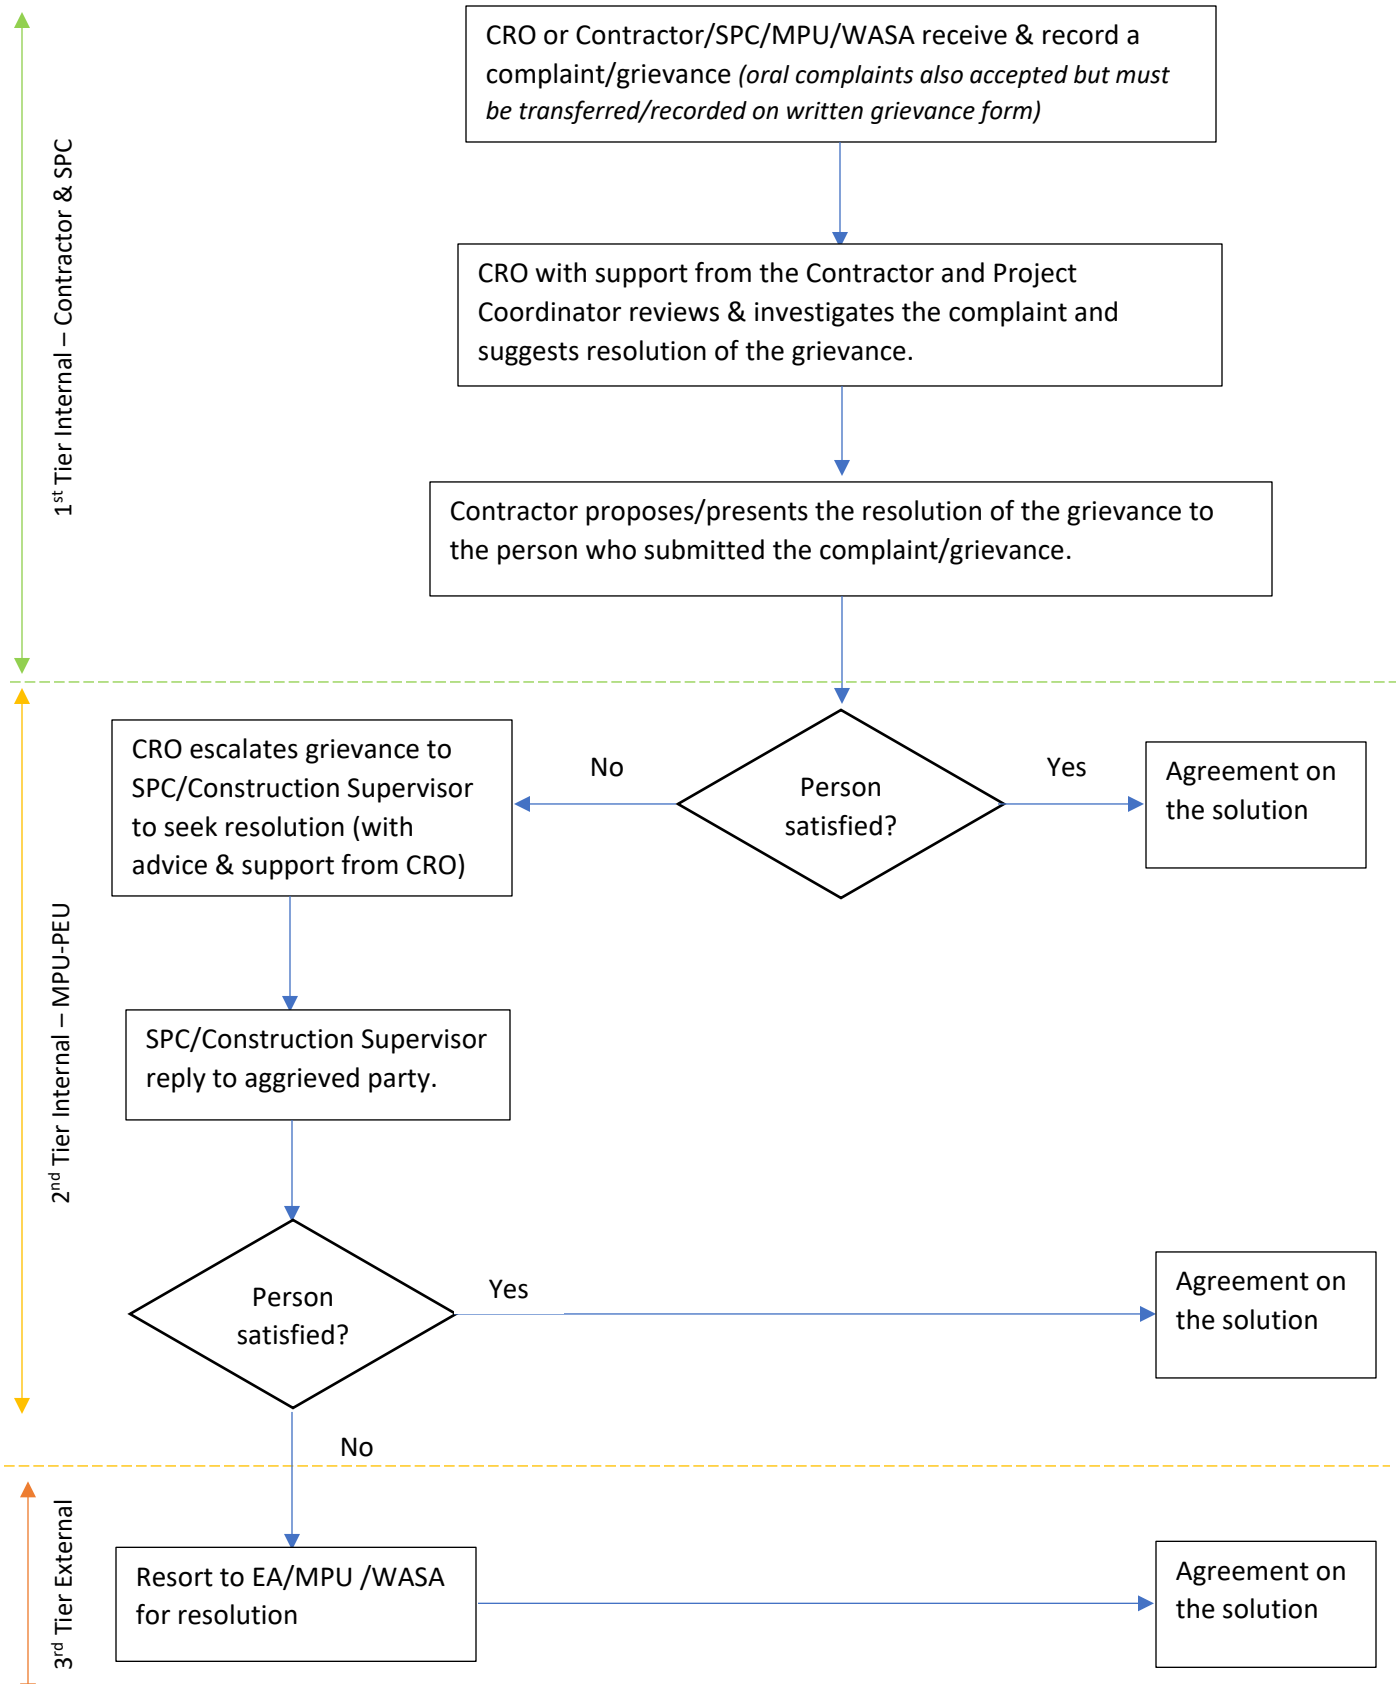 CRO or Contractor/SPC/MPU/WASA receive & record a
complaint/grievance (oral complaints also accepted but must
be transferred/recorded on written grievance form)
1st Tier Internal – Contractor & SPC
CRO with support from the Contractor and Project
Coordinator reviews & investigates the complaint and
suggests resolution of the grievance.
Contractor proposes/presents the resolution of the grievance to
the person who submitted the complaint/grievance.
CRO escalates grievance to
SPC/Construction Supervisor
to seek resolution (with
advice & support from CRO)
No
Person
satisfied?
Yes
Agreement on
the solution
2nd Tier Internal – MPU-PEU
SPC/Construction Supervisor
reply to aggrieved party.
Person
satisfied?
Yes
Agreement on
the solution
No
3rd Tier External
Resort to EA/MPU /WASA
for resolution
Agreement on
the solution